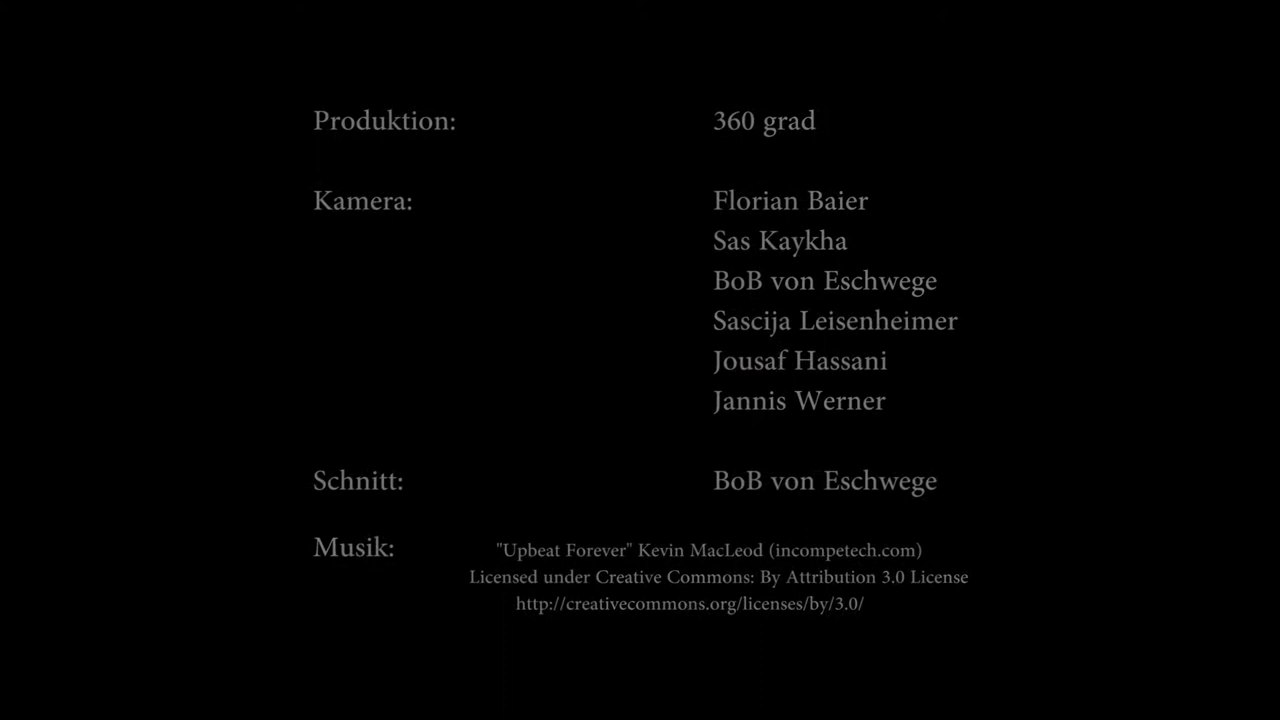 Produktion: 360 grad
Kamera: Florian Baier
Sas Kaykha
BoB von Eschwege
Sascija Leisenheimer
Jousaf Hassani
Jannis Werner
Schnitt: BoB von Eschwege
Musik: "Upbeat Forever" Kevin MacLeod (incompetech.com)
Licensed under Creative Commons: By Attribution 3.0 License
http://creativecommons.org/licenses/by/3.0/